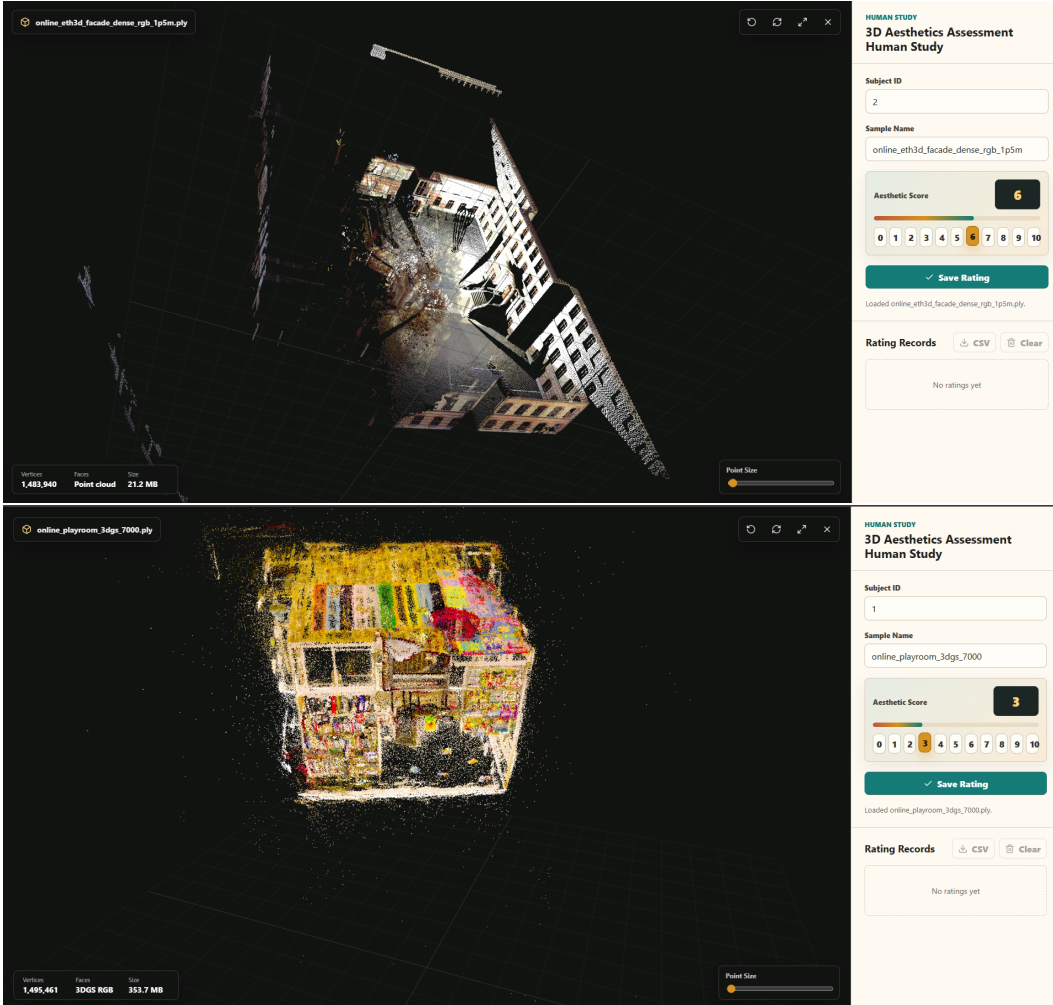 online_eth3d_facade_dense_rgb_1p5m.ply
HUMAN STUDY
3D Aesthetics Assessment
Human Study
Subject ID
2
Sample Name
online_eth3d_facade_dense_rgb_1p5m
Aesthetic Score
6
0 1 2 3 4 5 6 7 8 9 10
Save Rating
Loaded online_eth3d_facade_dense_rgb_1p5m.ply.
Rating Records CSV Clear
No ratings yet
Vertices Faces Size
1,483,940 Point cloud 21.2 MB
Point Size
online_playroom_3dgs_7000.ply
HUMAN STUDY
3D Aesthetics Assessment
Human Study
Subject ID
1
Sample Name
online_playroom_3dgs_7000
Aesthetic Score
3
0 1 2 3 4 5 6 7 8 9 10
Save Rating
Loaded online_playroom_3dgs_7000.ply.
Rating Records CSV Clear
No ratings yet
Vertices Faces Size
1,495,461 3DGS RGB 353.7 MB
Point Size